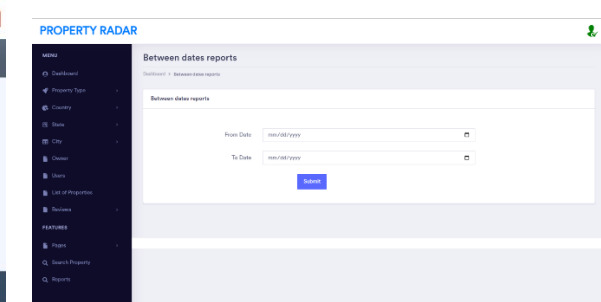 PROPERTY RADAR
MENU
Dashboard
Property Type
Country
State
City
Owner
Users
List of Properties
Reviews
FEATURES
Pages
Search Property
Reports
Between dates reports
Dashboard > Between dates reports
Between dates reports
From Date mm/dd/yyyy
To Date mm/dd/yyyy
Submit